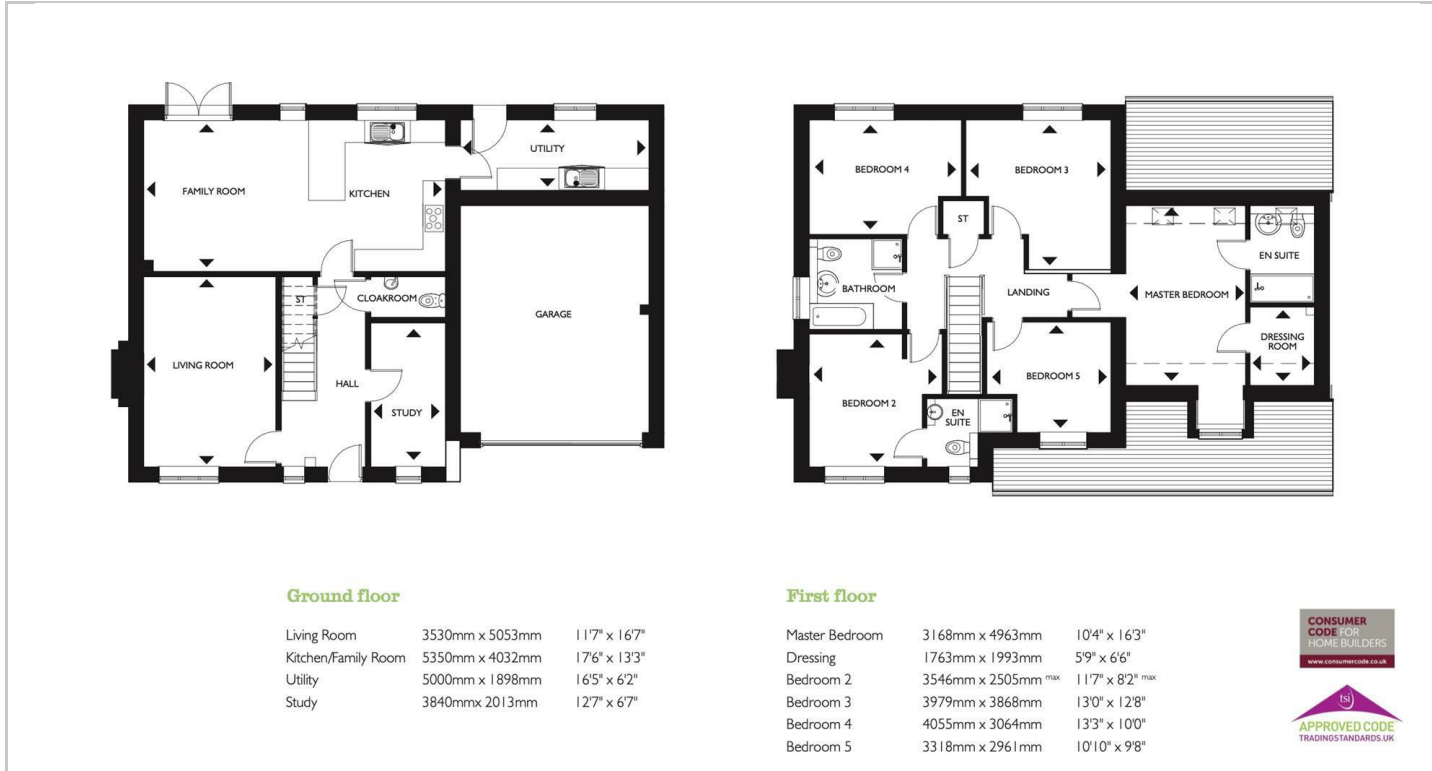 FAMILY ROOM
KITCHEN
UTILITY
ST
CLOAKROOM
GARAGE
LIVING ROOM
HALL
STUDY
BEDROOM 4
BEDROOM 3
ST
BATHROOM
LANDING
MASTER BEDROOM
EN SUITE
DRESSING
ROOM
BEDROOM 5
BEDROOM 2
EN
SUITE
Ground floor
Living Room 3530mm x 5053mm 11'7" x 16'7"
Kitchen/Family Room 5350mm x 4032mm 17'6" x 13'3"
Utility 5000mm x 1898mm 16'5" x 6'2"
Study 3840mmx 2013mm 12'7" x 6'7"
First floor
Master Bedroom 3168mm x 4963mm 10'4" x 16'3"
Dressing 1763mm x 1993mm 5'9" x 6'6"
Bedroom 2 3546mm x 2505mm max 11'7" x 8'2" max
Bedroom 3 3979mm x 3868mm 13'0" x 12'8"
Bedroom 4 4055mm x 3064mm 13'3" x 10'0"
Bedroom 5 3318mm x 2961mm 10'10" x 9'8"
CONSUMER
CODE FOR
HOME BUILDERS
www.consumercode.co.uk
tsi
APPROVED CODE
TRADINGSTANDARDS.UK